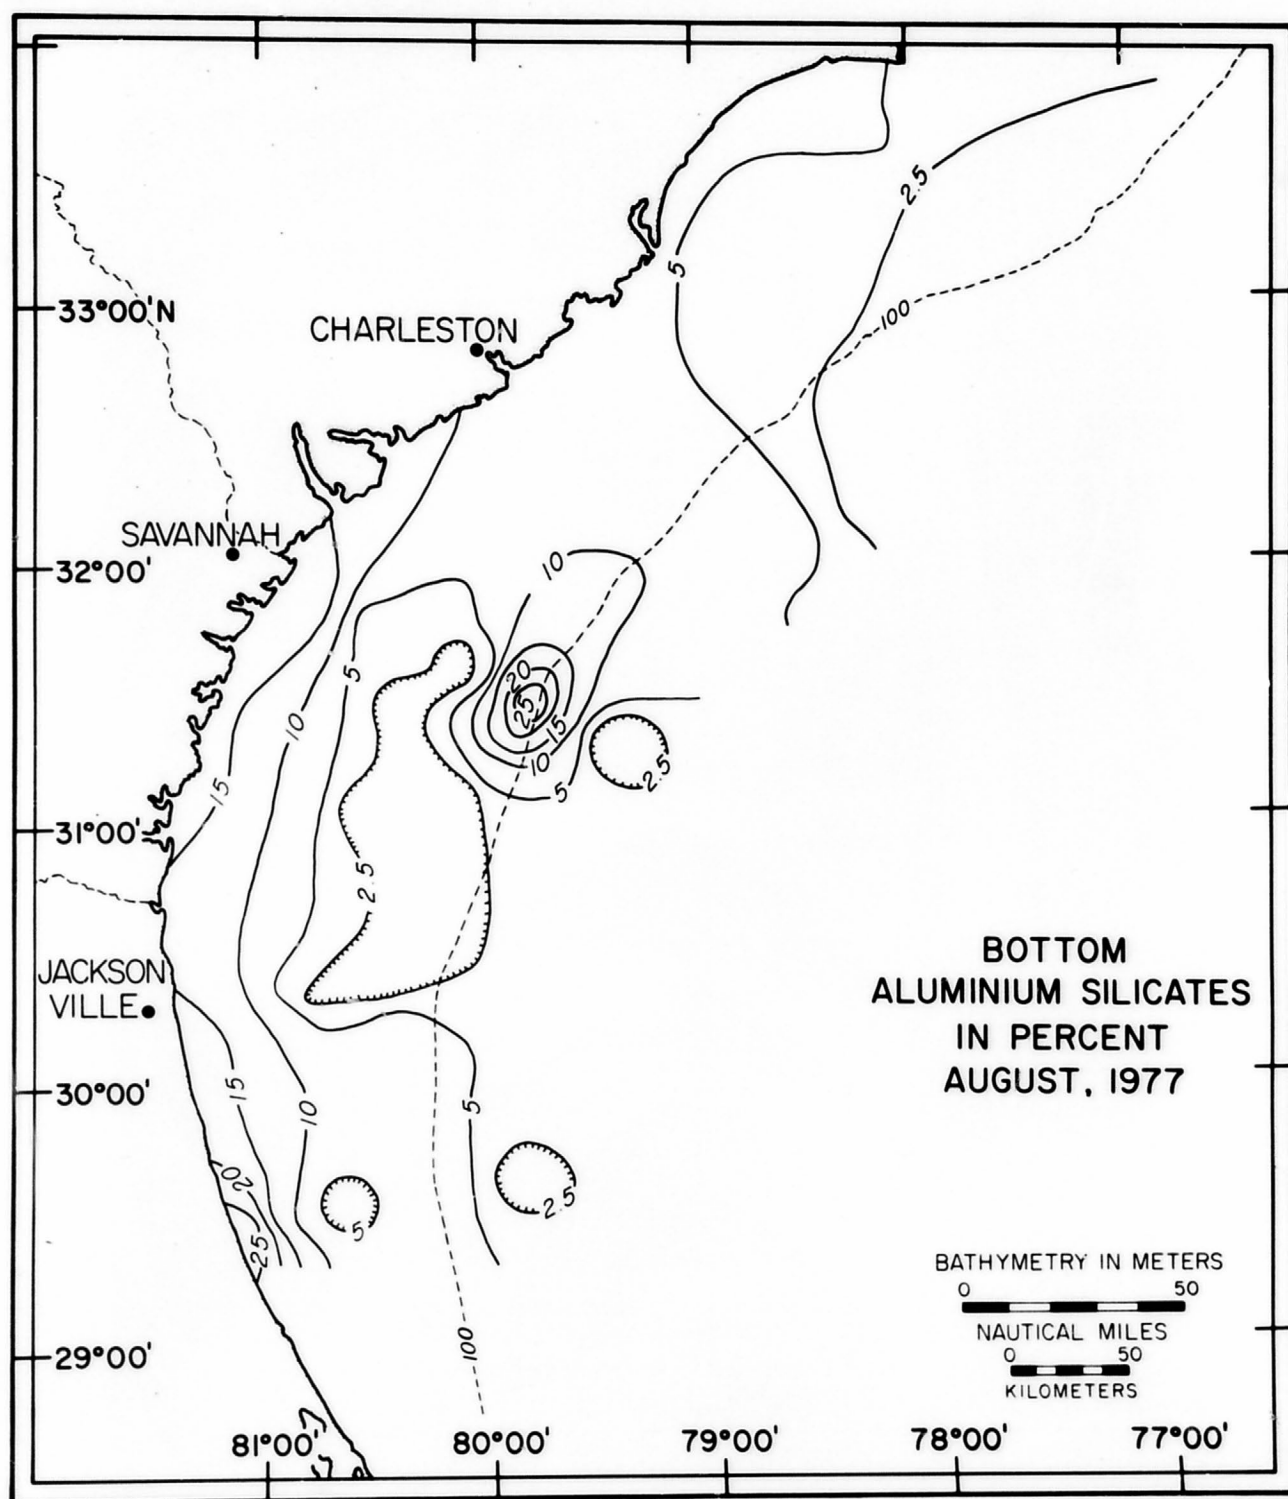 2.5
5
33°00'N
100
CHARLESTON
SAVANNAH
32°00'
10
5
20
25
10
15
15
10
2.5
5
31°00'
2.5
BOTTOM
ALUMINIUM SILICATES
IN PERCENT
AUGUST, 1977
JACKSON
VILLE
30°00'
15
10
5
20
2.5
5
25
BATHYMETRY IN METERS
0 50
NAUTICAL MILES
0 50
KILOMETERS
100
29°00'
81°00' 80°00' 79°00' 78°00' 77°00'